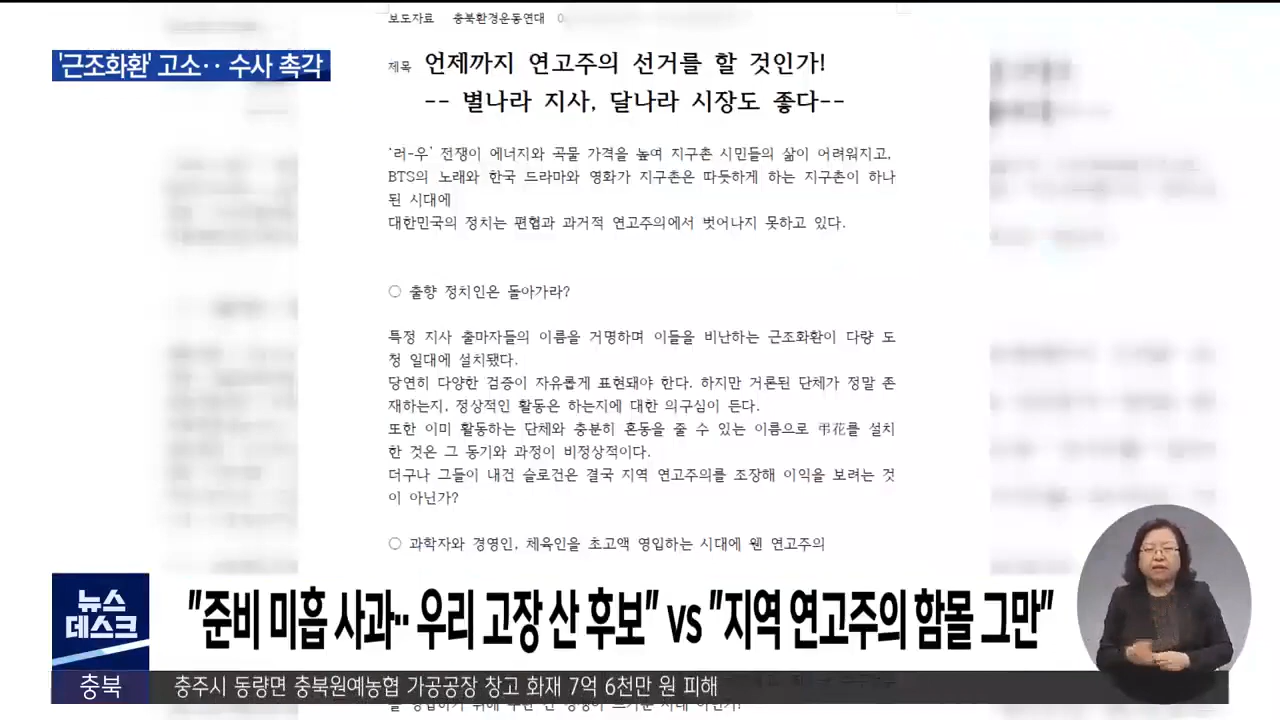 보도자료 충북환경운동연대
'근조화환' 고소‥ 수사 촉각
제목 언제까지 연고주의 선거를 할 것인가!
-- 별나라 지사, 달나라 시장도 좋다--
'러-우' 전쟁이 에너지와 곡물 가격을 높여 지구촌 시민들의 삶이 어려워지고,
BTS의 노래와 한국 드라마와 영화가 지구촌은 따듯하게 하는 지구촌이 하나
된 시대에
대한민국의 정치는 편협과 과거적 연고주의에서 벗어나지 못하고 있다.
○ 출향 정치인은 돌아가라?
특정 지사 출마자들의 이름을 거명하며 이들을 비난하는 근조화환이 다량 도
청 일대에 설치됐다.
당연히 다양한 검증이 자유롭게 표현돼야 한다. 하지만 거론된 단체가 정말 존
재하는지, 정상적인 활동은 하는지에 대한 의구심이 든다.
또한 이미 활동하는 단체와 충분히 혼동을 줄 수 있는 이름으로 弔花를 설치
한 것은 그 동기와 과정이 비정상적이다.
더구나 그들이 내건 슬로건은 결국 지역 연고주의를 조장해 이익을 보려는 것
이 아닌가?
○ 과학자와 경영인, 체육인을 초고액 영입하는 시대에 웬 연고주의
뉴스
데스크
"준비 미흡 사과‥ 우리 고장 산 후보" vs "지역 연고주의 함몰 그만"
충북
충주시 동량면 충북원예농협 가공공장 창고 화재 7억 6천만 원 피해